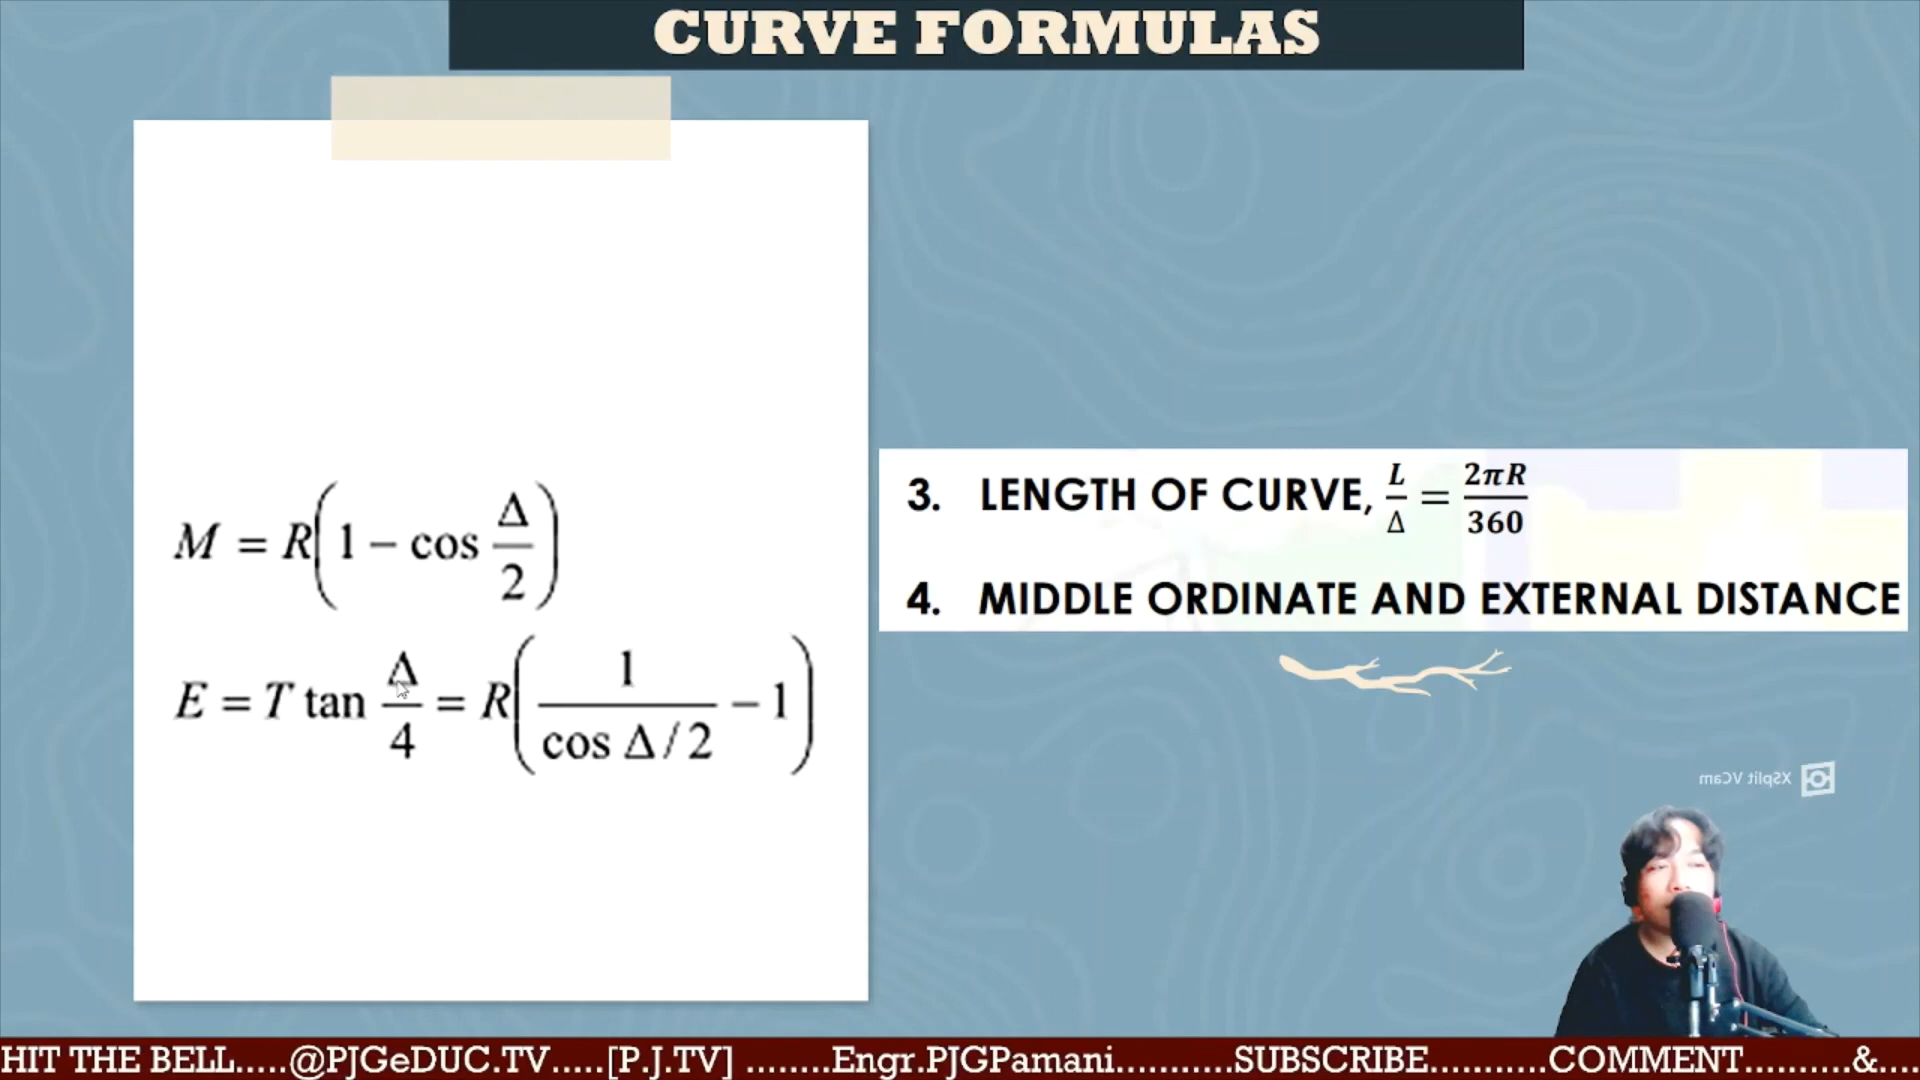 CURVE FORMULAS
M = R(1 − cos Δ/2)
E = T tan Δ/4 = R(1/(cos Δ/2) − 1)
3. LENGTH OF CURVE, L/Δ = 2πR/360
4. MIDDLE ORDINATE AND EXTERNAL DISTANCE
XSplit VCam
HIT THE BELL.....@PJGeDUC.TV.....[P.J.TV] ........Engr.PJGPamani............SUBSCRIBE...........COMMENT..........&....